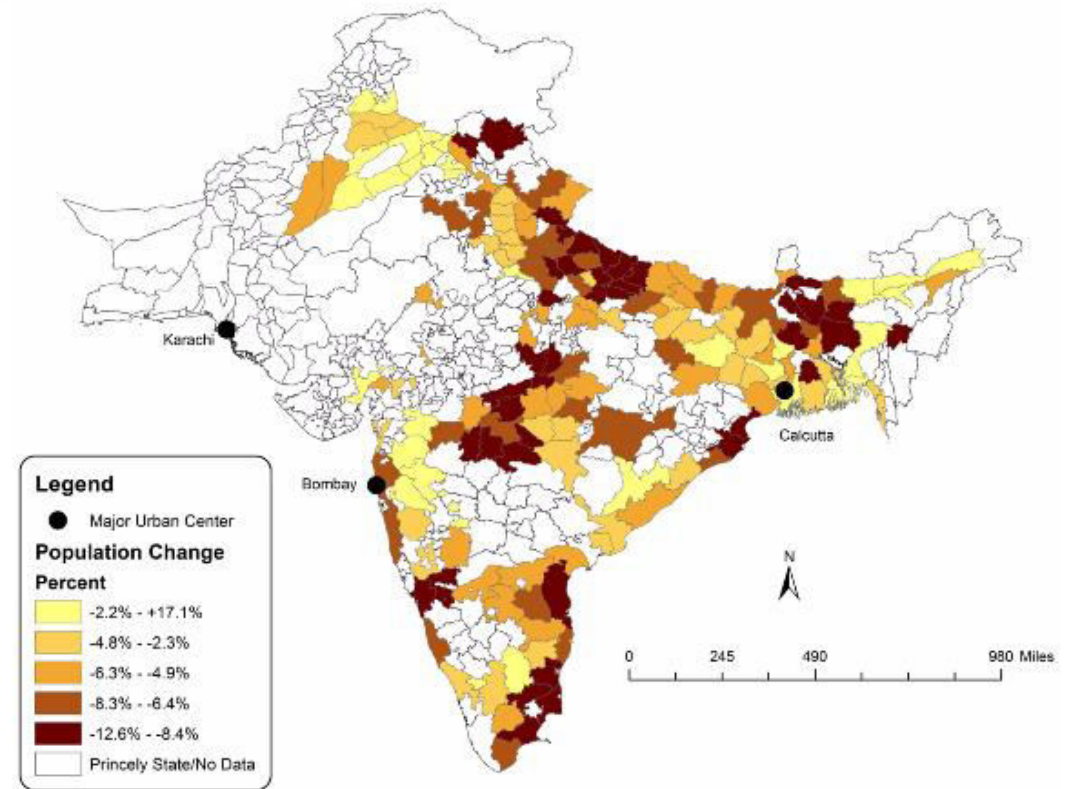 Karachi
Calcutta
Bombay
Legend
Major Urban Center
Population Change
Percent
-2.2% - +17.1%
-4.8% - -2.3%
-6.3% - -4.9%
-8.3% - -6.4%
-12.6% - -8.4%
Princely State/No Data
N
0 245 490 980 Miles